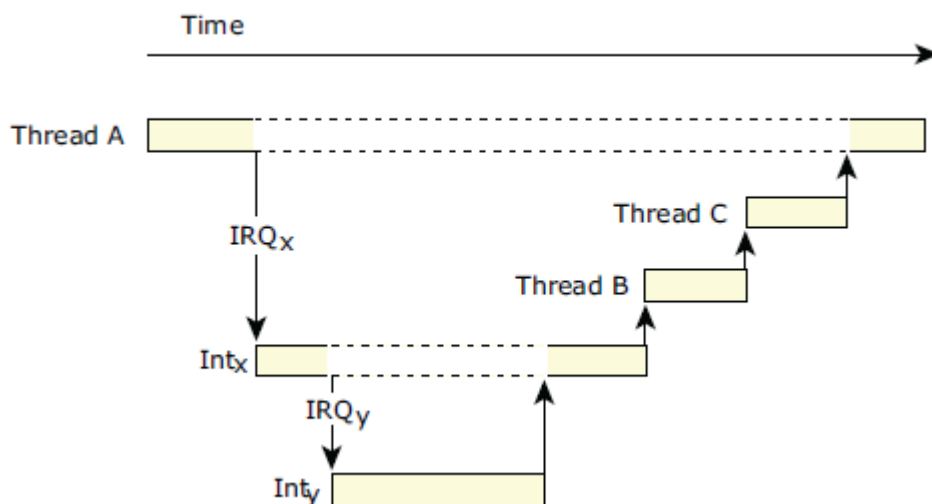 Time
Thread A
Thread C
IRQx
Thread B
Intx
IRQy
Inty